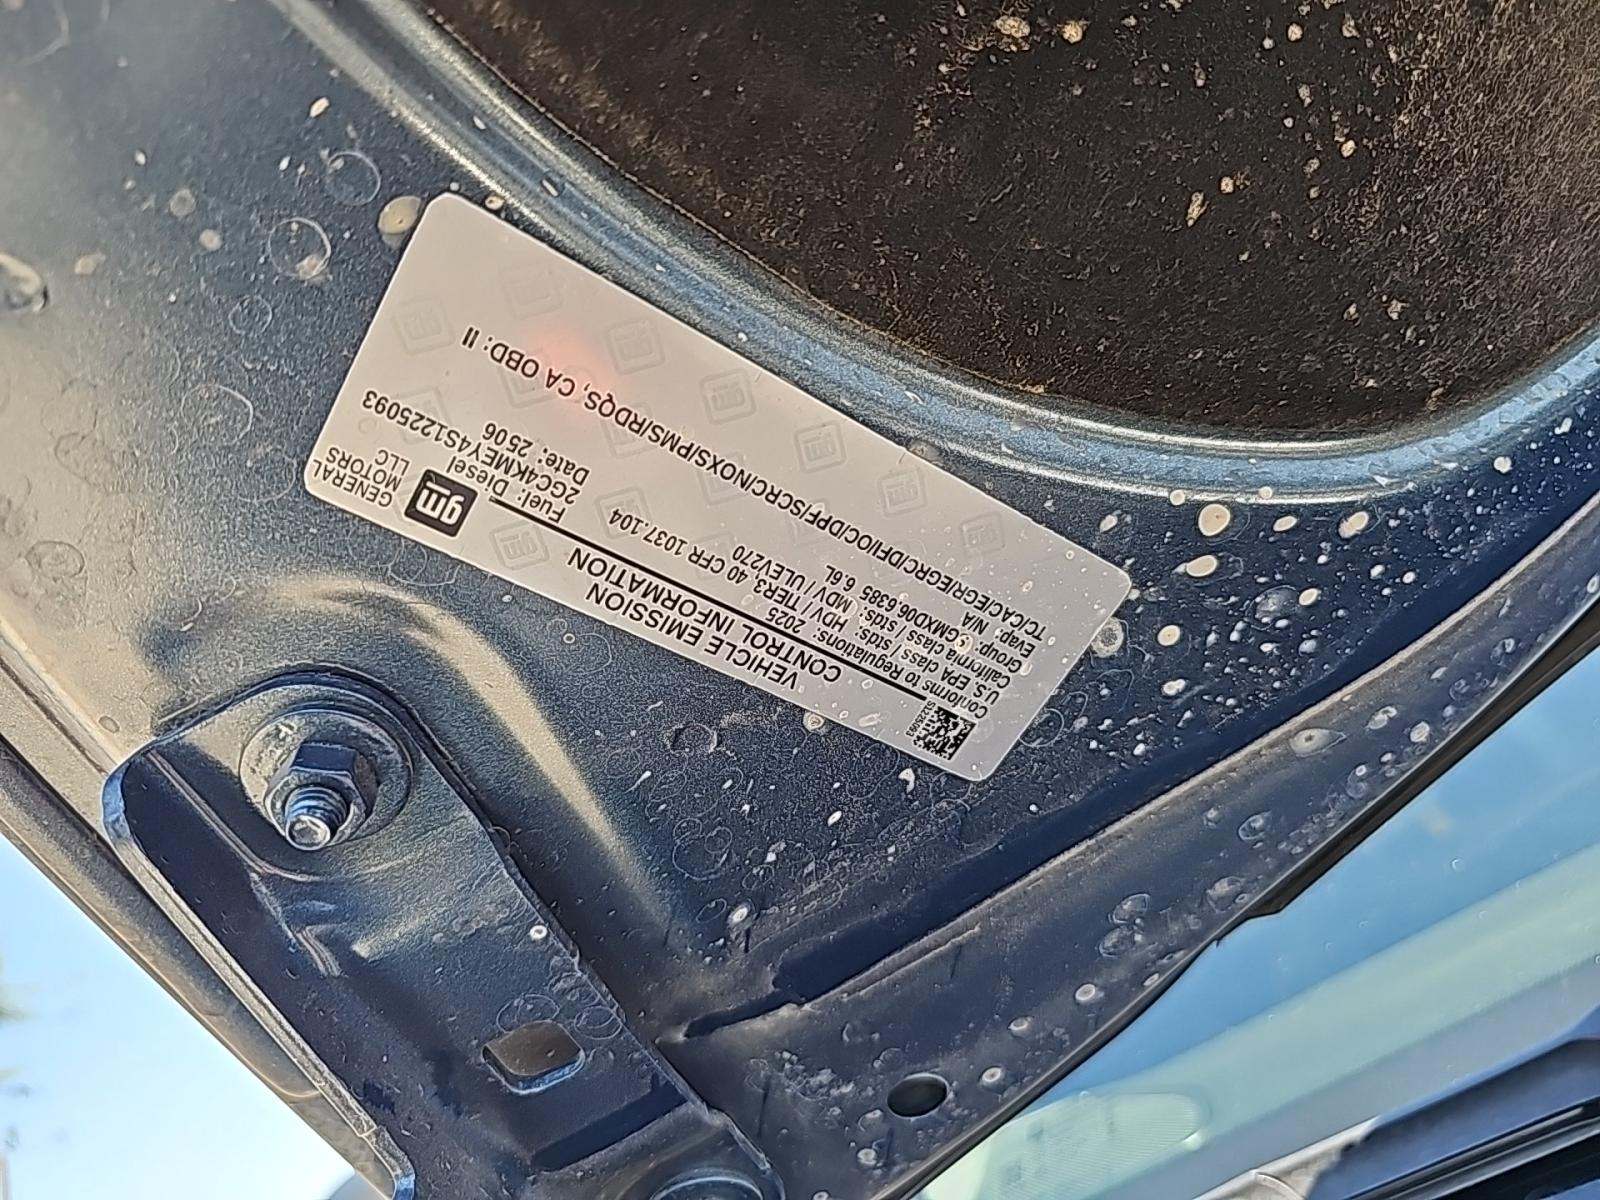 VEHICLE EMISSION
CONTROL INFORMATION
gm
GENERAL
MOTORS
LLC
S1225093
Conforms to Regulations: 2025 40 CFR 1037.104
U.S. EPA class / stds: HDV / TIER3
California class / stds: MDV / ULEV270
Group: SGMXD06.6385 6.6L
Evap: N/A
Fuel: Diesel
2GC4KMEY4S1225093
Date: 2506
TC/CAC/EGR/EGRC/DFI/OC/DPF/SCRC/NOXS/PMS/RDQS, CA OBD: II